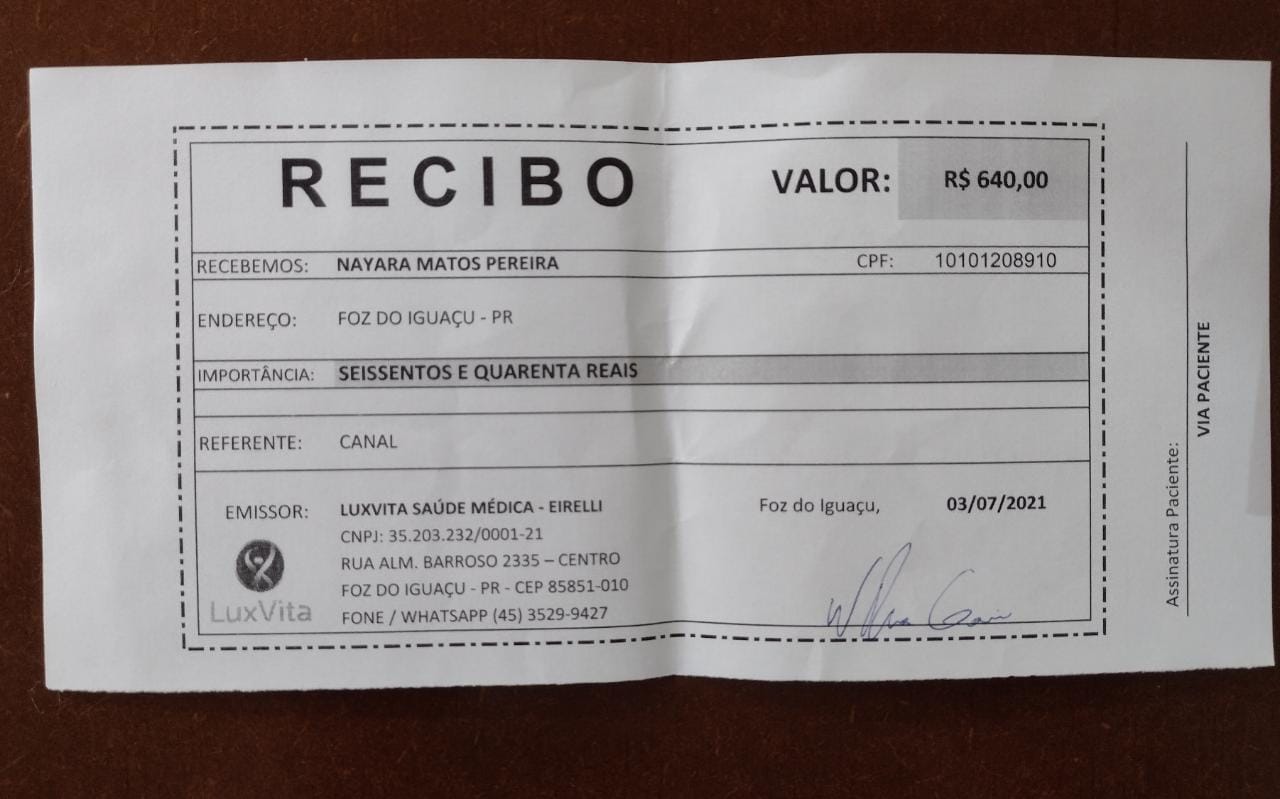 RECIBO VALOR: R$ 640,00
RECEBEMOS: NAYARA MATOS PEREIRA CPF: 10101208910
ENDEREÇO: FOZ DO IGUAÇU - PR
IMPORTÂNCIA: SEISSENTOS E QUARENTA REAIS
REFERENTE: CANAL
EMISSOR: LUXVITA SAÚDE MÉDICA - EIRELLI Foz do Iguaçu, 03/07/2021
CNPJ: 35.203.232/0001-21
RUA ALM. BARROSO 2335 – CENTRO
FOZ DO IGUAÇU - PR - CEP 85851-010
LuxVita FONE / WHATSAPP (45) 3529-9427
Assinatura Paciente:
VIA PACIENTE